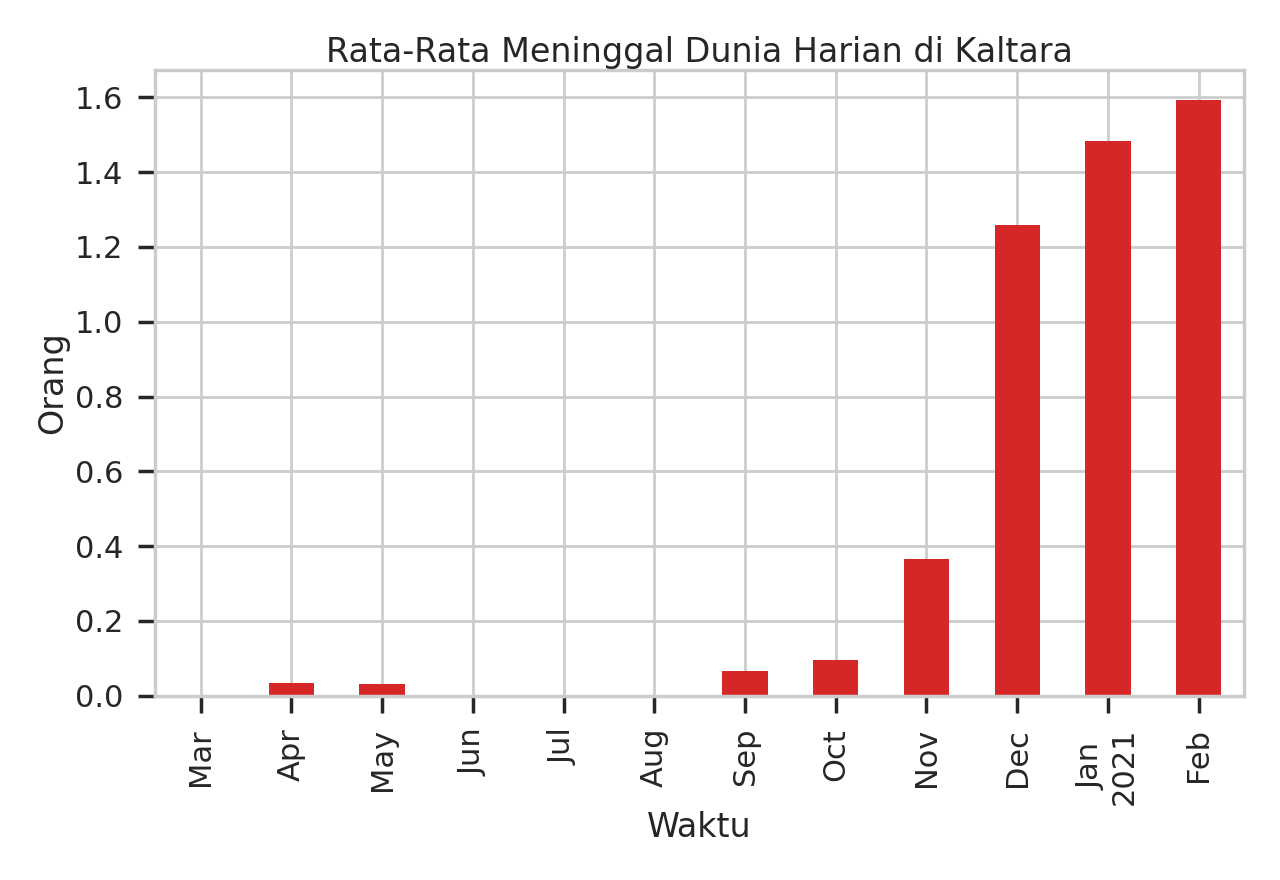 Rata-Rata Meninggal Dunia Harian di Kaltara
Orang
1.6
1.4
1.2
1.0
0.8
0.6
0.4
0.2
0.0
Mar
Apr
May
Jun
Jul
Aug
Sep
Oct
Nov
Dec
Jan
2021
Feb
Waktu